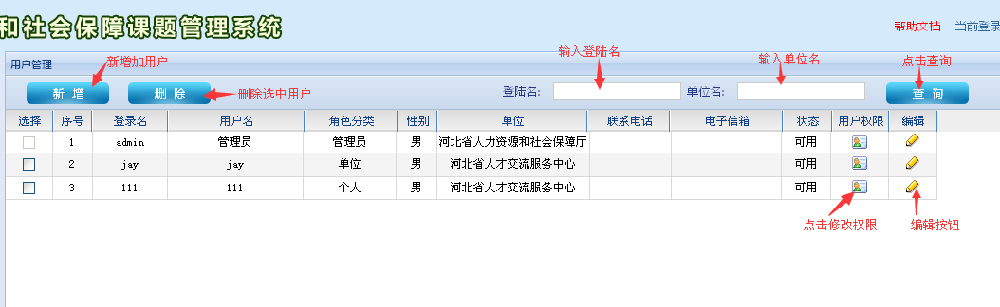 和社会保障课题管理系统
帮助文档 当前登录
用户管理
新增加用户
输入登陆名
输入单位名
点击查询
新 增 删 除 删除选中用户 登陆名: 单位名: 查 询
选择 序号 登录名 用户名 角色分类 性别 单位 联系电话 电子信箱 状态 用户权限 编辑
1 admin 管理员 管理员 男 河北省人力资源和社会保障厅 可用
2 jay jay 单位 男 河北省人才交流服务中心 可用
3 111 111 个人 男 河北省人才交流服务中心 可用
点击修改权限 编辑按钮